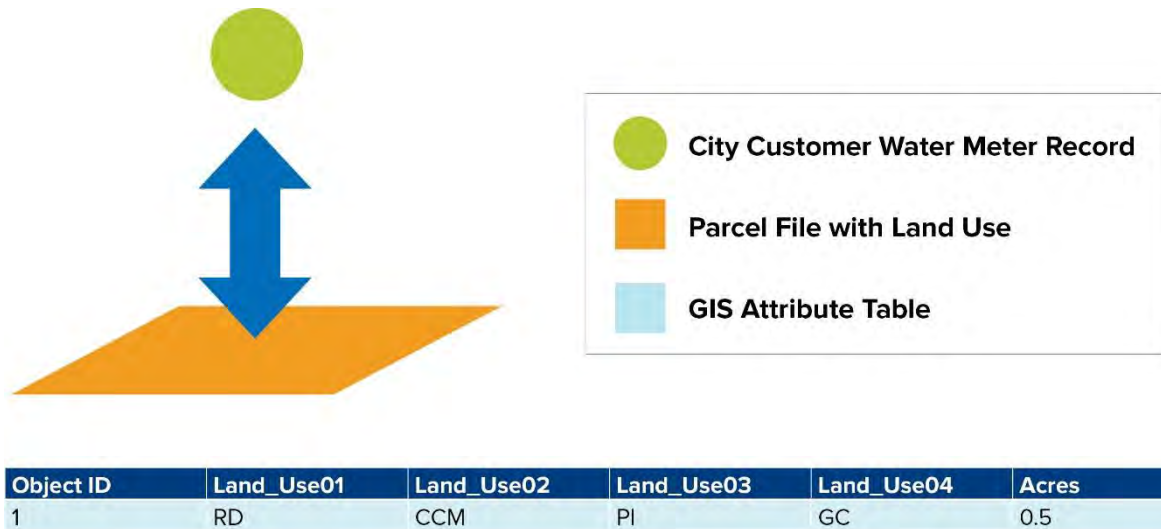 City Customer Water Meter Record
Parcel File with Land Use
GIS Attribute Table
Object ID Land_Use01 Land_Use02 Land_Use03 Land_Use04 Acres
1 RD CCM PI GC 0.5